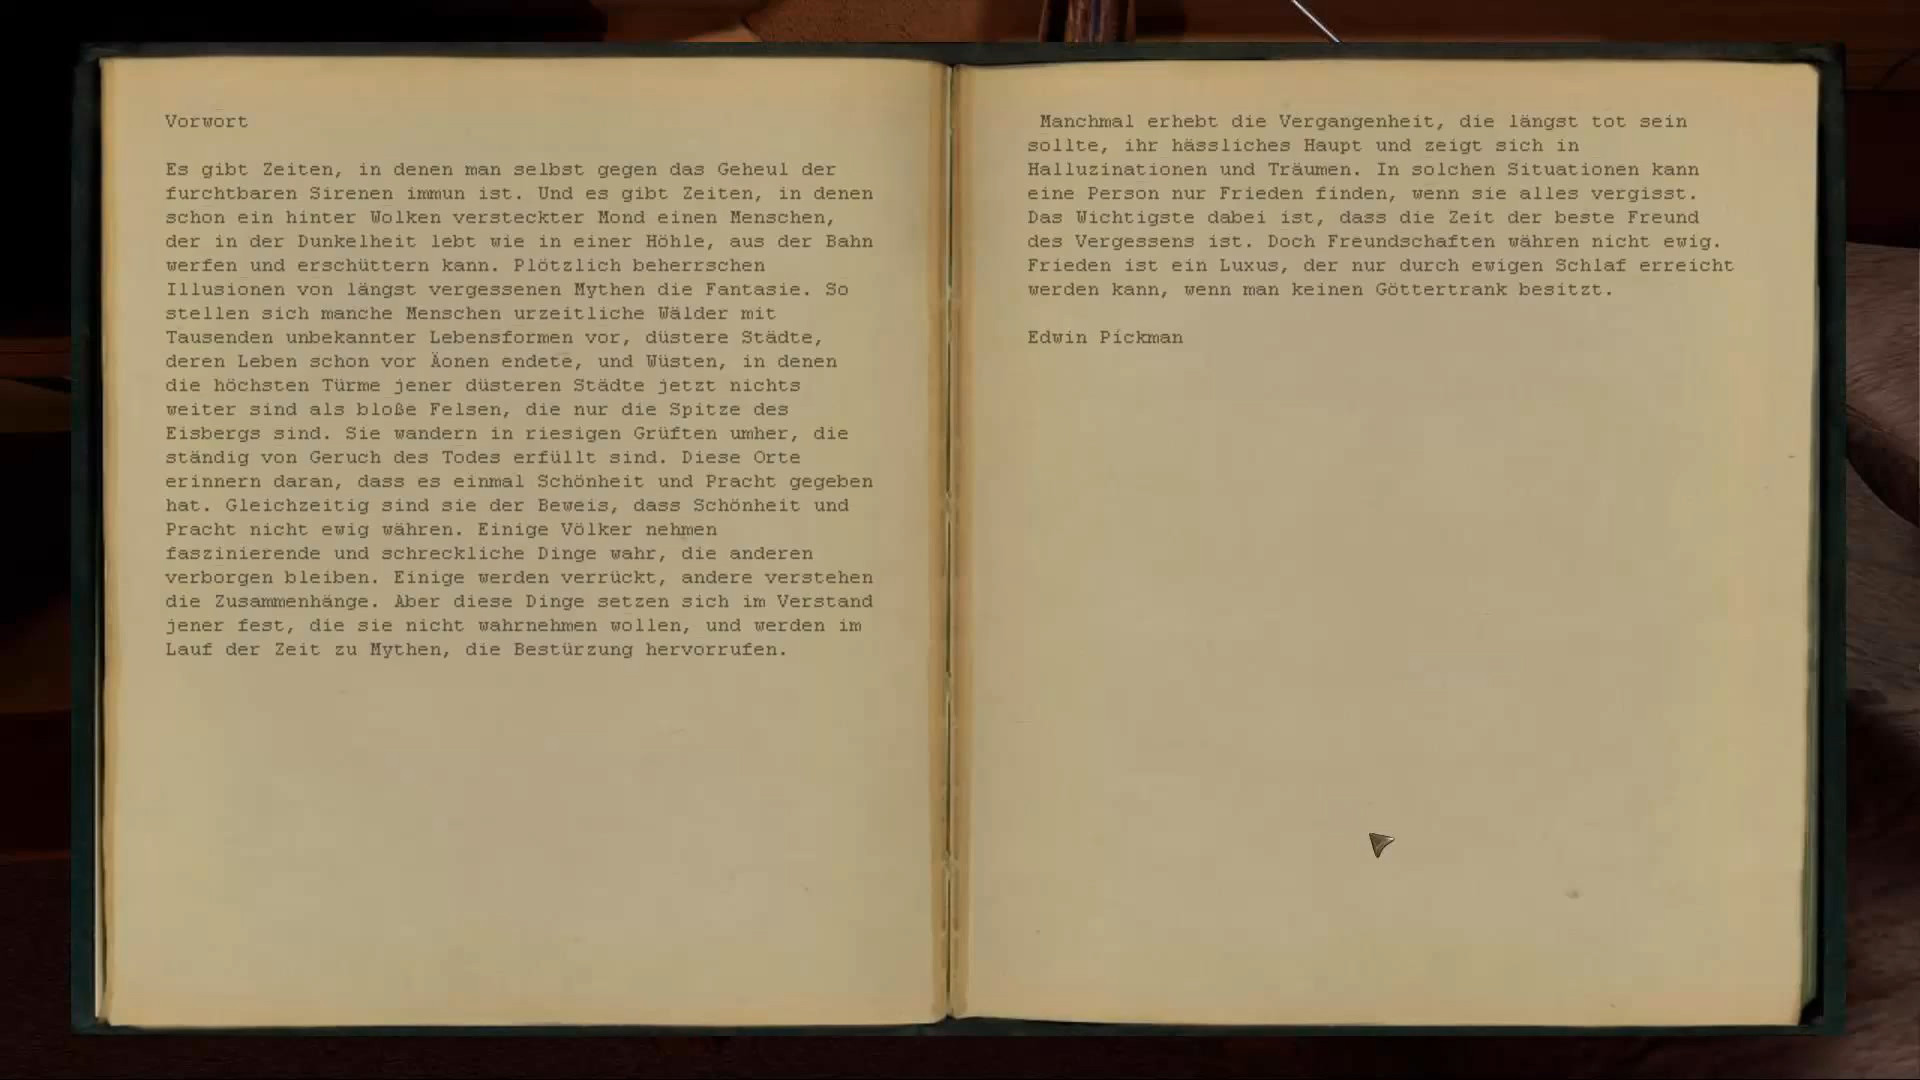 Vorwort
Es gibt Zeiten, in denen man selbst gegen das Geheul der
furchtbaren Sirenen immun ist. Und es gibt Zeiten, in denen
schon ein hinter Wolken versteckter Mond einen Menschen,
der in der Dunkelheit lebt wie in einer Höhle, aus der Bahn
werfen und erschüttern kann. Plötzlich beherrschen
Illusionen von längst vergessenen Mythen die Fantasie. So
stellen sich manche Menschen urzeitliche Wälder mit
Tausenden unbekannter Lebensformen vor, düstere Städte,
deren Leben schon vor Äonen endete, und Wüsten, in denen
die höchsten Türme jener düsteren Städte jetzt nichts
weiter sind als bloße Felsen, die nur die Spitze des
Eisbergs sind. Sie wandern in riesigen Grüften umher, die
ständig von Geruch des Todes erfüllt sind. Diese Orte
erinnern daran, dass es einmal Schönheit und Pracht gegeben
hat. Gleichzeitig sind sie der Beweis, dass Schönheit und
Pracht nicht ewig währen. Einige Völker nehmen
faszinierende und schreckliche Dinge wahr, die anderen
verborgen bleiben. Einige werden verrückt, andere verstehen
die Zusammenhänge. Aber diese Dinge setzen sich im Verstand
jener fest, die sie nicht wahrnehmen wollen, und werden im
Lauf der Zeit zu Mythen, die Bestürzung hervorrufen.
Manchmal erhebt die Vergangenheit, die längst tot sein
sollte, ihr hässliches Haupt und zeigt sich in
Halluzinationen und Träumen. In solchen Situationen kann
eine Person nur Frieden finden, wenn sie alles vergisst.
Das Wichtigste dabei ist, dass die Zeit der beste Freund
des Vergessens ist. Doch Freundschaften währen nicht ewig.
Frieden ist ein Luxus, der nur durch ewigen Schlaf erreicht
werden kann, wenn man keinen Göttertrank besitzt.
Edwin Pickman